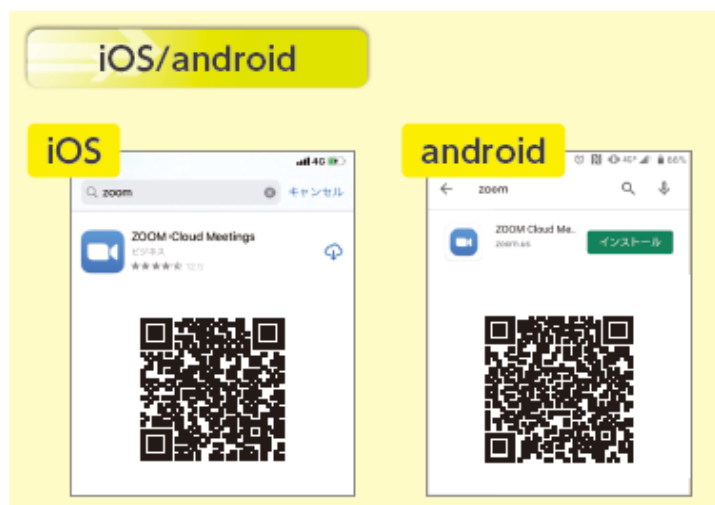 iOS/android
iOS
4G
zoom
キャンセル
ZOOM Cloud Meetings
ビジネス
android
4G+
66%
zoom
ZOOM Cloud Me..
zoom.us
インストール